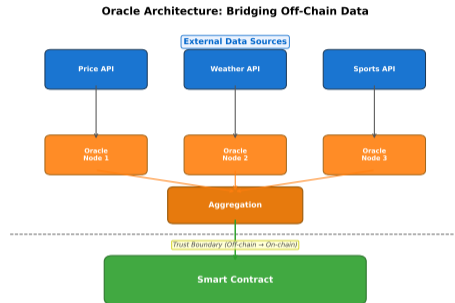 Oracle Architecture: Bridging Off-Chain Data
External Data Sources
Price API
Weather API
Sports API
Oracle
Node 1
Oracle
Node 2
Oracle
Node 3
Aggregation
Trust Boundary (Off-chain → On-chain)
Smart Contract